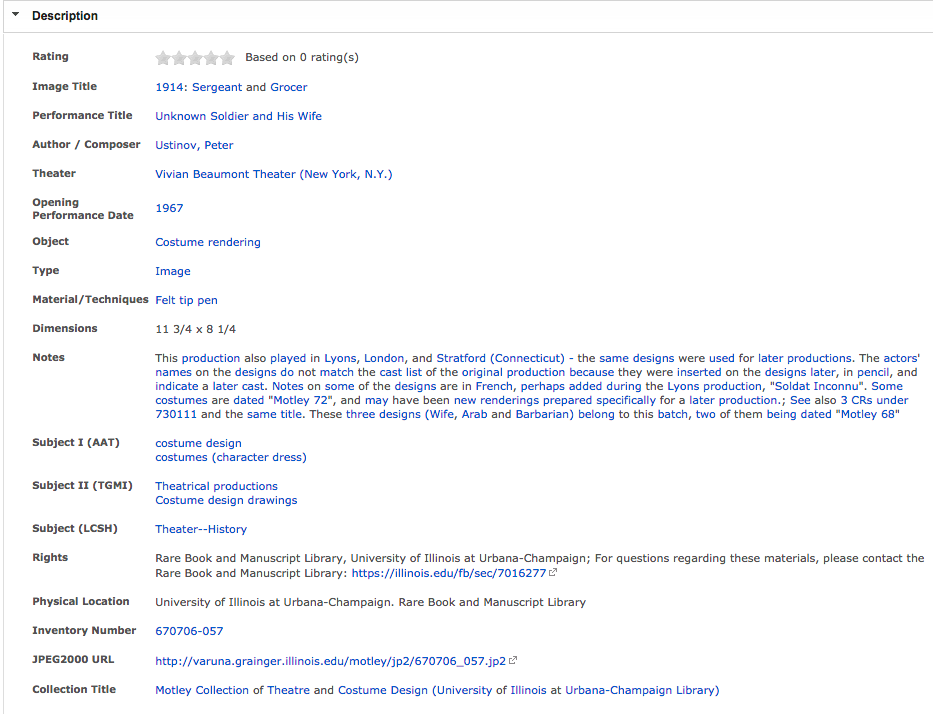 Description
Rating Based on 0 rating(s)
Image Title 1914: Sergeant and Grocer
Performance Title Unknown Soldier and His Wife
Author / Composer Ustinov, Peter
Theater Vivian Beaumont Theater (New York, N.Y.)
Opening
Performance Date 1967
Object Costume rendering
Type Image
Material/Techniques Felt tip pen
Dimensions 11 3/4 x 8 1/4
Notes This production also played in Lyons, London, and Stratford (Connecticut) - the same designs were used for later productions. The actors'
names on the designs do not match the cast list of the original production because they were inserted on the designs later, in pencil, and
indicate a later cast. Notes on some of the designs are in French, perhaps added during the Lyons production, "Soldat Inconnu". Some
costumes are dated "Motley 72", and may have been new renderings prepared specifically for a later production.; See also 3 CRs under
730111 and the same title. These three designs (Wife, Arab and Barbarian) belong to this batch, two of them being dated "Motley 68"
Subject I (AAT) costume design
costumes (character dress)
Subject II (TGMI) Theatrical productions
Costume design drawings
Subject (LCSH) Theater--History
Rights Rare Book and Manuscript Library, University of Illinois at Urbana-Champaign; For questions regarding these materials, please contact the
Rare Book and Manuscript Library: https://illinois.edu/fb/sec/7016277
Physical Location University of Illinois at Urbana-Champaign. Rare Book and Manuscript Library
Inventory Number 670706-057
JPEG2000 URL http://varuna.grainger.illinois.edu/motley/jp2/670706_057.jp2
Collection Title Motley Collection of Theatre and Costume Design (University of Illinois at Urbana-Champaign Library)